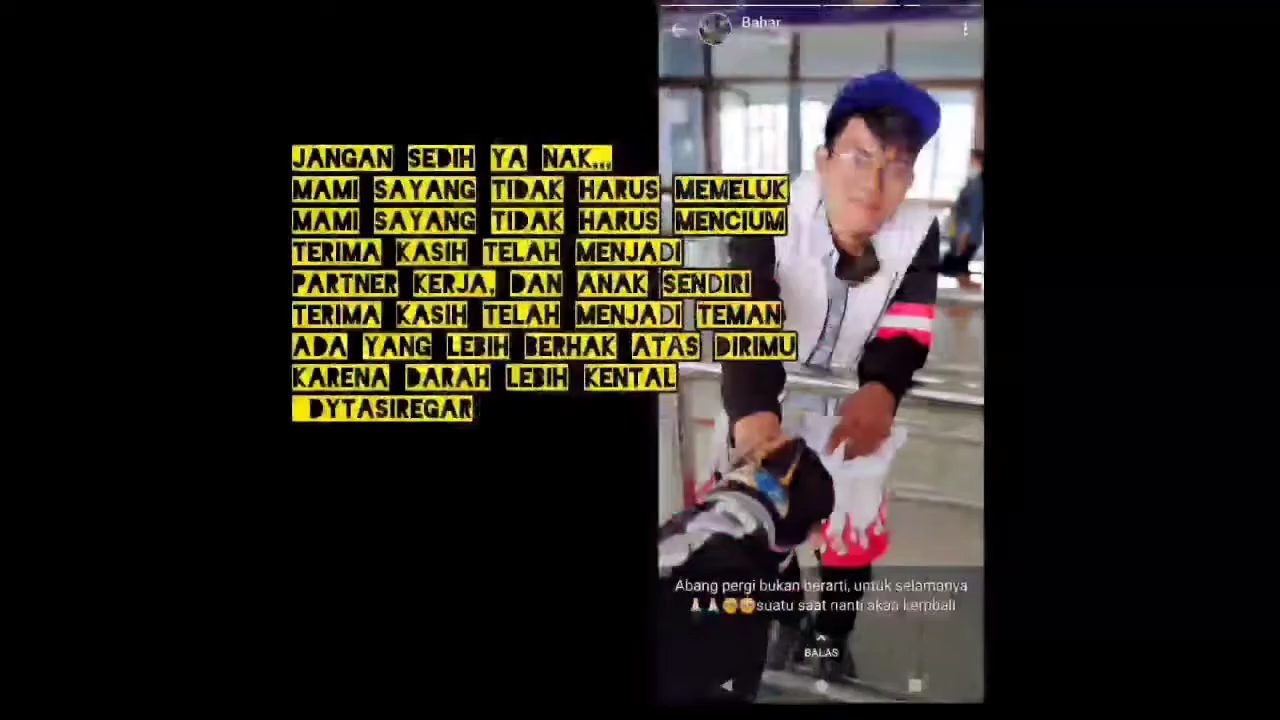 Bahar
JANGAN SEDIH YA NAK...
MAMI SAYANG TIDAK HARUS MEMELUK
MAMI SAYANG TIDAK HARUS MENCIUM
TERIMA KASIH TELAH MENJADI
PARTNER KERJA, DAN ANAK SENDIRI
TERIMA KASIH TELAH MENJADI TEMAN
ADA YANG LEBIH BERHAK ATAS DIRIMU
KARENA DARAH LEBIH KENTAL
DYTASIREGAR
Abang pergi bukan berarti, untuk selamanya
🙏🏻🙏🏻🥺🥺suatu saat nanti akan kembali
BALAS